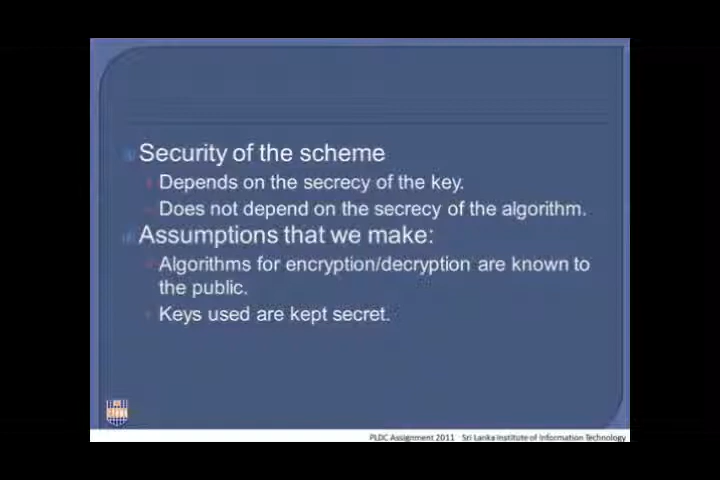 Security of the scheme
Depends on the secrecy of the key.
Does not depend on the secrecy of the algorithm.
Assumptions that we make:
Algorithms for encryption/decryption are known to
the public.
Keys used are kept secret.
PLDC Assignment 2011 Sri Lanka Institute of Information Technology